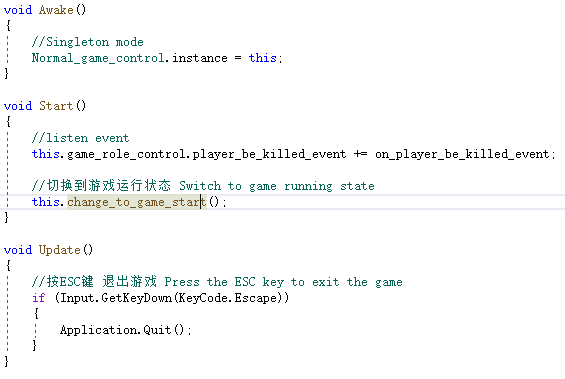 void Awake()
{
//Singleton mode
Normal_game_control.instance = this;
}
void Start()
{
//listen event
this.game_role_control.player_be_killed_event += on_player_be_killed_event;
//切换到游戏运行状态 Switch to game running state
this.change_to_game_start();
}
void Update()
{
//按ESC键 退出游戏 Press the ESC key to exit the game
if (Input.GetKeyDown(KeyCode.Escape))
{
Application.Quit();
}
}